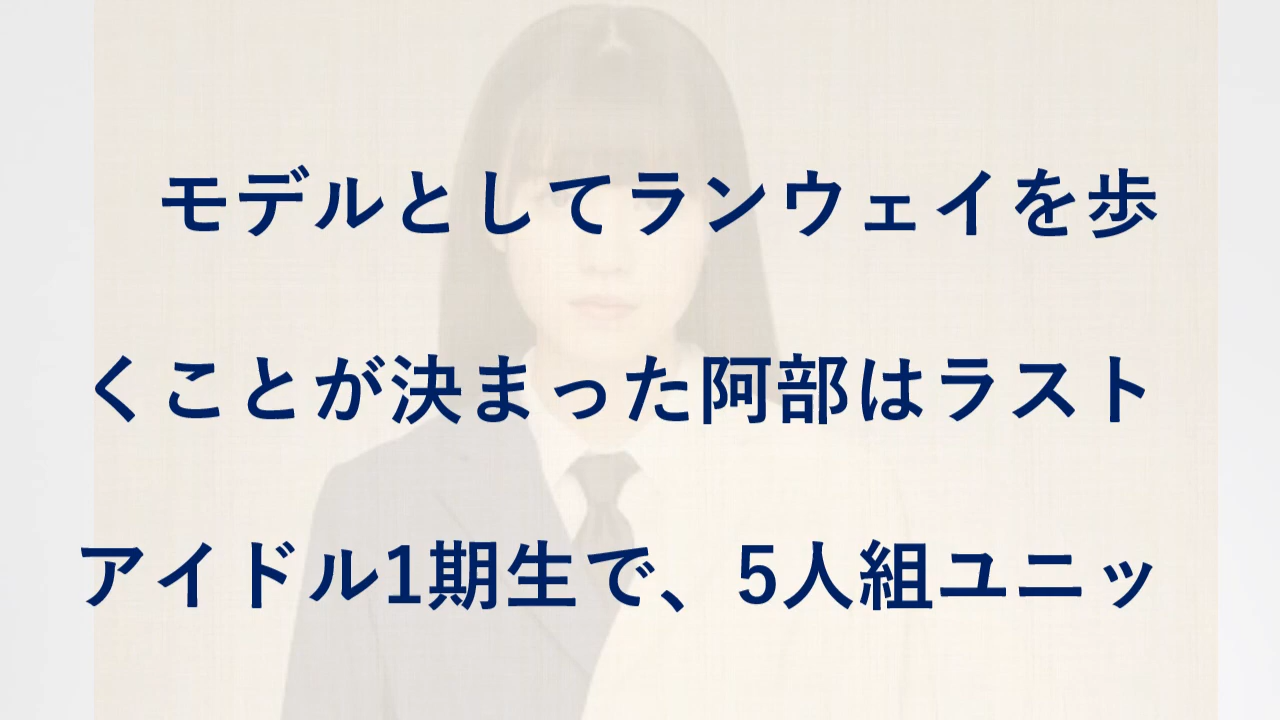 モデルとしてランウェイを歩
くことが決まった阿部はラスト
アイドル1期生で、5人組ユニッ